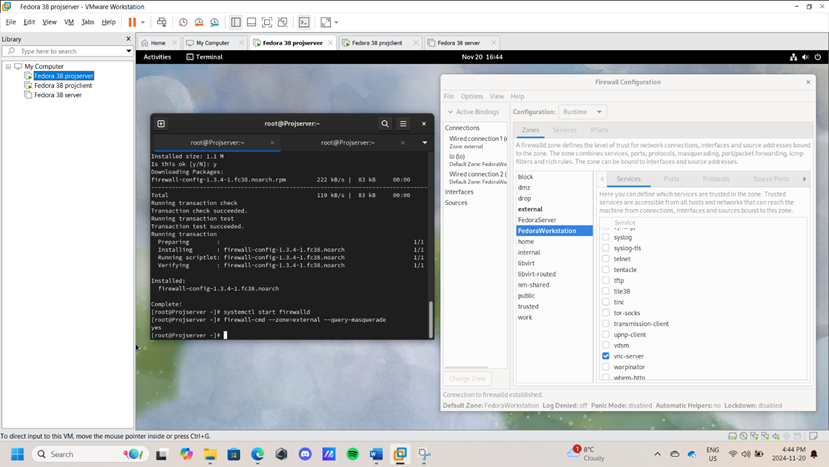 Fedora 38 projserver - VMware Workstation
File Edit View VM Tabs Help
Library
Type here to search
My Computer
Fedora 38 projserver
Fedora 38 projclient
Fedora 38 server
Home
My Computer
Fedora 38 projserver
Fedora 38 projclient
Fedora 38 server
Activities
Terminal
Nov 20 16:44
root@Projserver:~
root@Projserver:~
root@Projserver:~
Installed size: 1.1 M
Is this ok [y/N]: y
Downloading Packages:
firewall-config-1.3.4-1.fc38.noarch.rpm 222 kB/s | 83 kB 00:00
Total 119 kB/s | 83 kB 00:00
Running transaction check
Transaction check succeeded.
Running transaction test
Transaction test succeeded.
Running transaction
Preparing : 1/1
Installing : firewall-config-1.3.4-1.fc38.noarch 1/1
Running scriptlet: firewall-config-1.3.4-1.fc38.noarch 1/1
Verifying : firewall-config-1.3.4-1.fc38.noarch 1/1
Installed:
firewall-config-1.3.4-1.fc38.noarch
Complete!
[root@Projserver ~]# systemctl start firewalld
[root@Projserver ~]# firewall-cmd --zone=external --query-masquerade
yes
[root@Projserver ~]#
Firewall Configuration
File Options View Help
Active Bindings
Connections
Wired connection 1 (e
Zone: external
lo (lo)
Default Zone: FedoraW
Wired connection 2 (
Default Zone: FedoraW
Interfaces
Sources
Change Zone
Configuration: Runtime
Zones Services IPSets
A firewalld zone defines the level of trust for network connections, interfaces and source addresses bound
to the zone. The zone combines services, ports, protocols, masquerading, port/packet forwarding, icmp
filters and rich rules. The zone can be bound to interfaces and source addresses.
block
dmz
drop
external
FedoraServer
FedoraWorkstation
home
internal
libvirt
libvirt-routed
nm-shared
public
trusted
work
Services Ports Protocols Source Ports
Here you can define which services are trusted in the zone. Trusted
services are accessible from all hosts and networks that can reach the
machine from connections, interfaces and sources bound to this zone.
Service
syslog
syslog-tls
telnet
tentacle
tftp
tile38
tinc
tor-socks
transmission-client
upnp-client
vdsm
vnc-server
warpinator
wbem-http
Connection to firewalld established.
Default Zone: FedoraWorkstation Log Denied: off Panic Mode: disabled Automatic Helpers: no Lockdown: disabled
To direct input to this VM, move the mouse pointer inside or press Ctrl+G.
Search
1
8°C
Cloudy
ENG
US
4:44 PM
2024-11-20